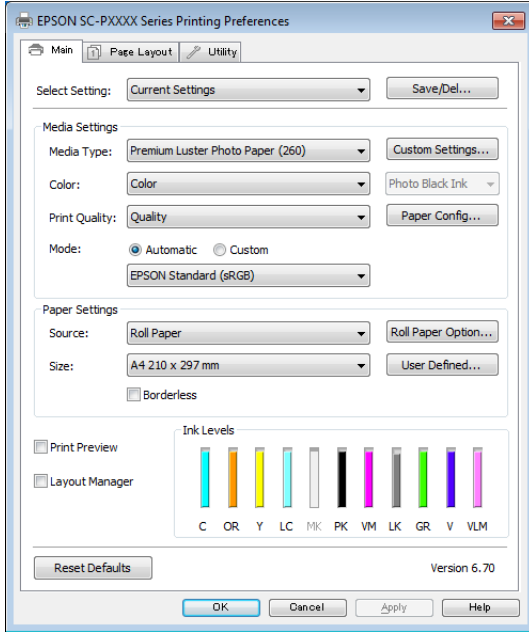 EPSON SC-PXXXX Series Printing Preferences
Main Page Layout Utility
Select Setting: Current Settings Save/Del...
Media Settings
Media Type: Premium Luster Photo Paper (260) Custom Settings...
Color: Color Photo Black Ink
Print Quality: Quality Paper Config...
Mode: Automatic Custom
EPSON Standard (sRGB)
Paper Settings
Source: Roll Paper Roll Paper Option...
Size: A4 210 x 297 mm User Defined...
Borderless
Ink Levels
Print Preview
Layout Manager
C OR Y LC MK PK VM LK GR V VLM
Reset Defaults Version 6.70
OK Cancel Apply Help